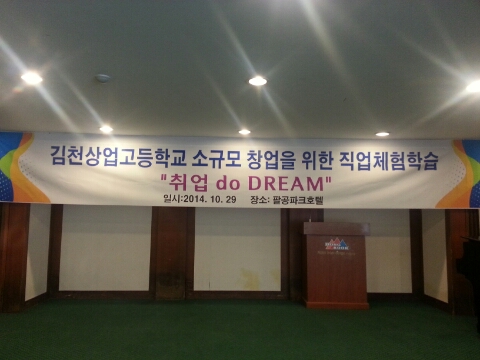 김천상업고등학교 소규모 창업을 위한 직업체험학습
"취업 do DREAM"
일시:2014. 10. 29 장소: 팔공파크호텔